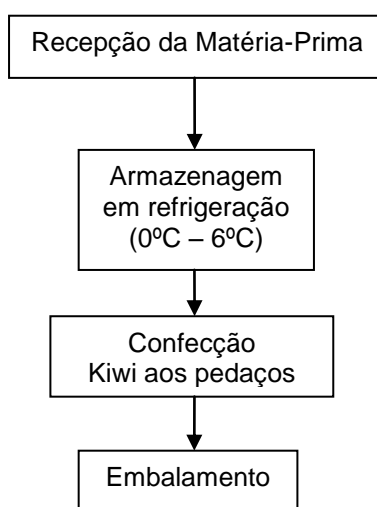 Recepção da Matéria-Prima
Armazenagem
em refrigeração
(0ºC – 6ºC)
Confecção
Kiwi aos pedaços
Embalamento